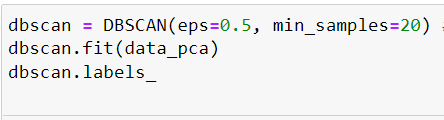 dbscan = DBSCAN(eps=0.5, min_samples=20) #
dbscan.fit(data_pca)
dbscan.labels_